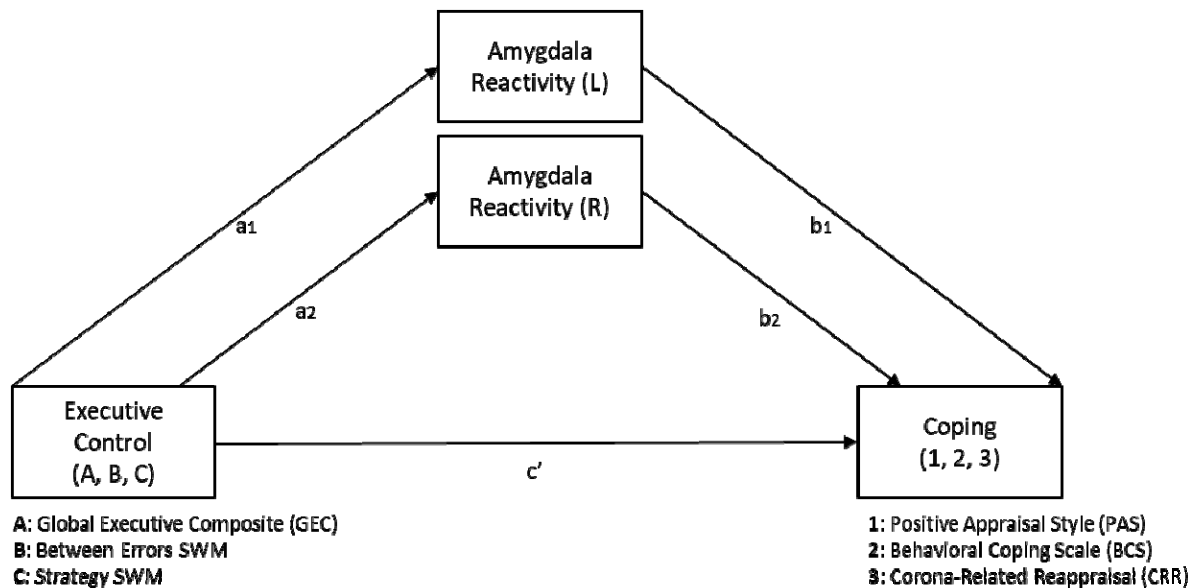 Amygdala
Reactivity (L)
Amygdala
Reactivity (R)
a1
b1
a2
b2
Executive
Control
(A, B, C)
c'
Coping
(1, 2, 3)
A: Global Executive Composite (GEC)
B: Between Errors SWM
C: Strategy SWM
1: Positive Appraisal Style (PAS)
2: Behavioral Coping Scale (BCS)
3: Corona-Related Reappraisal (CRR)